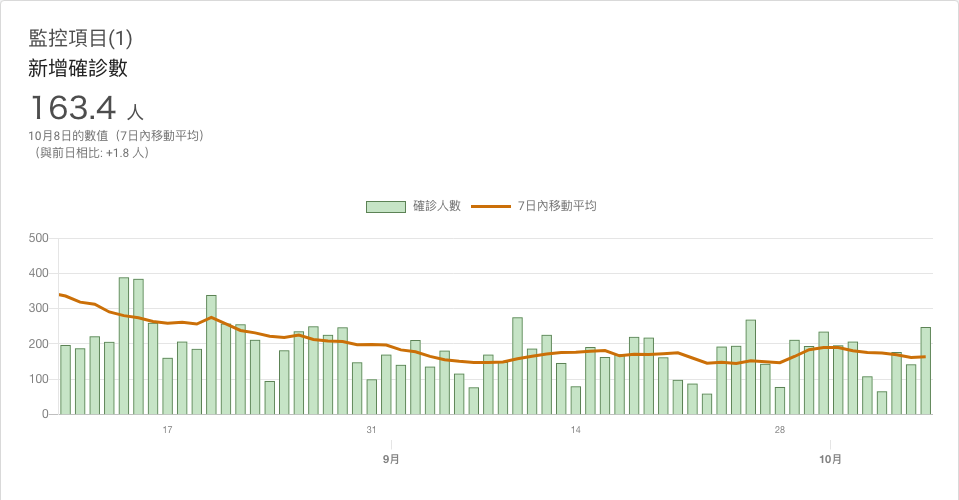 監控項目(1)
新增確診數
163.4 人
10月8日的數值（7日內移動平均）
（與前日相比: +1.8 人）
確診人數 7日內移動平均
500
400
300
200
100
0
17 31 14 28
9月 10月